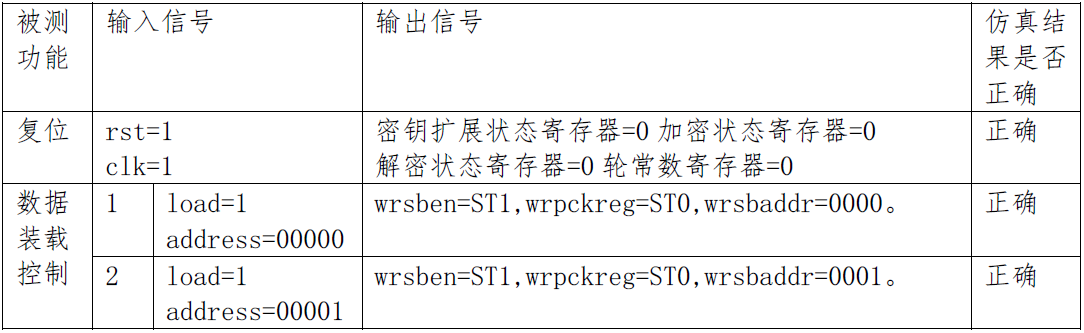 被测 输入信号 输出信号 仿真结
功能 果是否
正确
复位 rst=1 密钥扩展状态寄存器=0 加密状态寄存器=0 正确
clk=1 解密状态寄存器=0 轮常数寄存器=0
数据 1 load=1 wrsben=ST1,wrpckreg=ST0,wrsbaddr=0000。 正确
装载 address=00000
控制 2 load=1 wrsben=ST1,wrpckreg=ST0,wrsbaddr=0001。 正确
address=00001